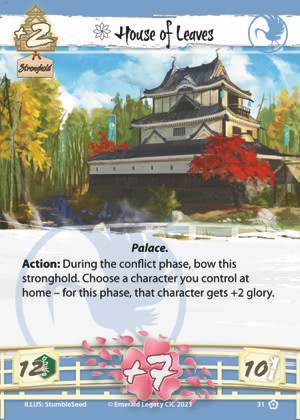 +2
House of Leaves
Stronghold
Palace.
Action: During the conflict phase, bow this
stronghold. Choose a character you control at
home – for this phase, that character gets +2 glory.
12
+7
10
ILLUS: StumbleSeed
© Emerald Legacy CIC 2023
31